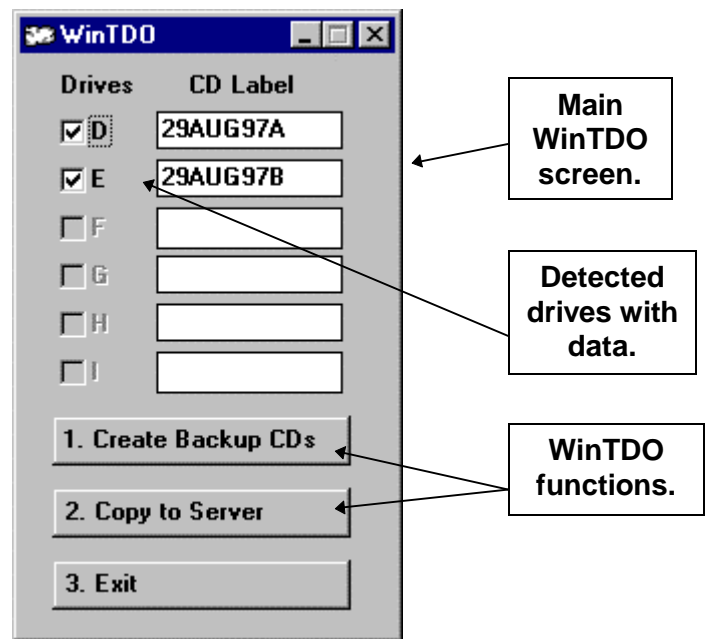 WinTDO
Drives CD Label
D 29AUG97A
E 29AUG97B
F
G
H
I
1. Create Backup CDs
2. Copy to Server
3. Exit
Main
WinTDO
screen.
Detected
drives with
data.
WinTDO
functions.